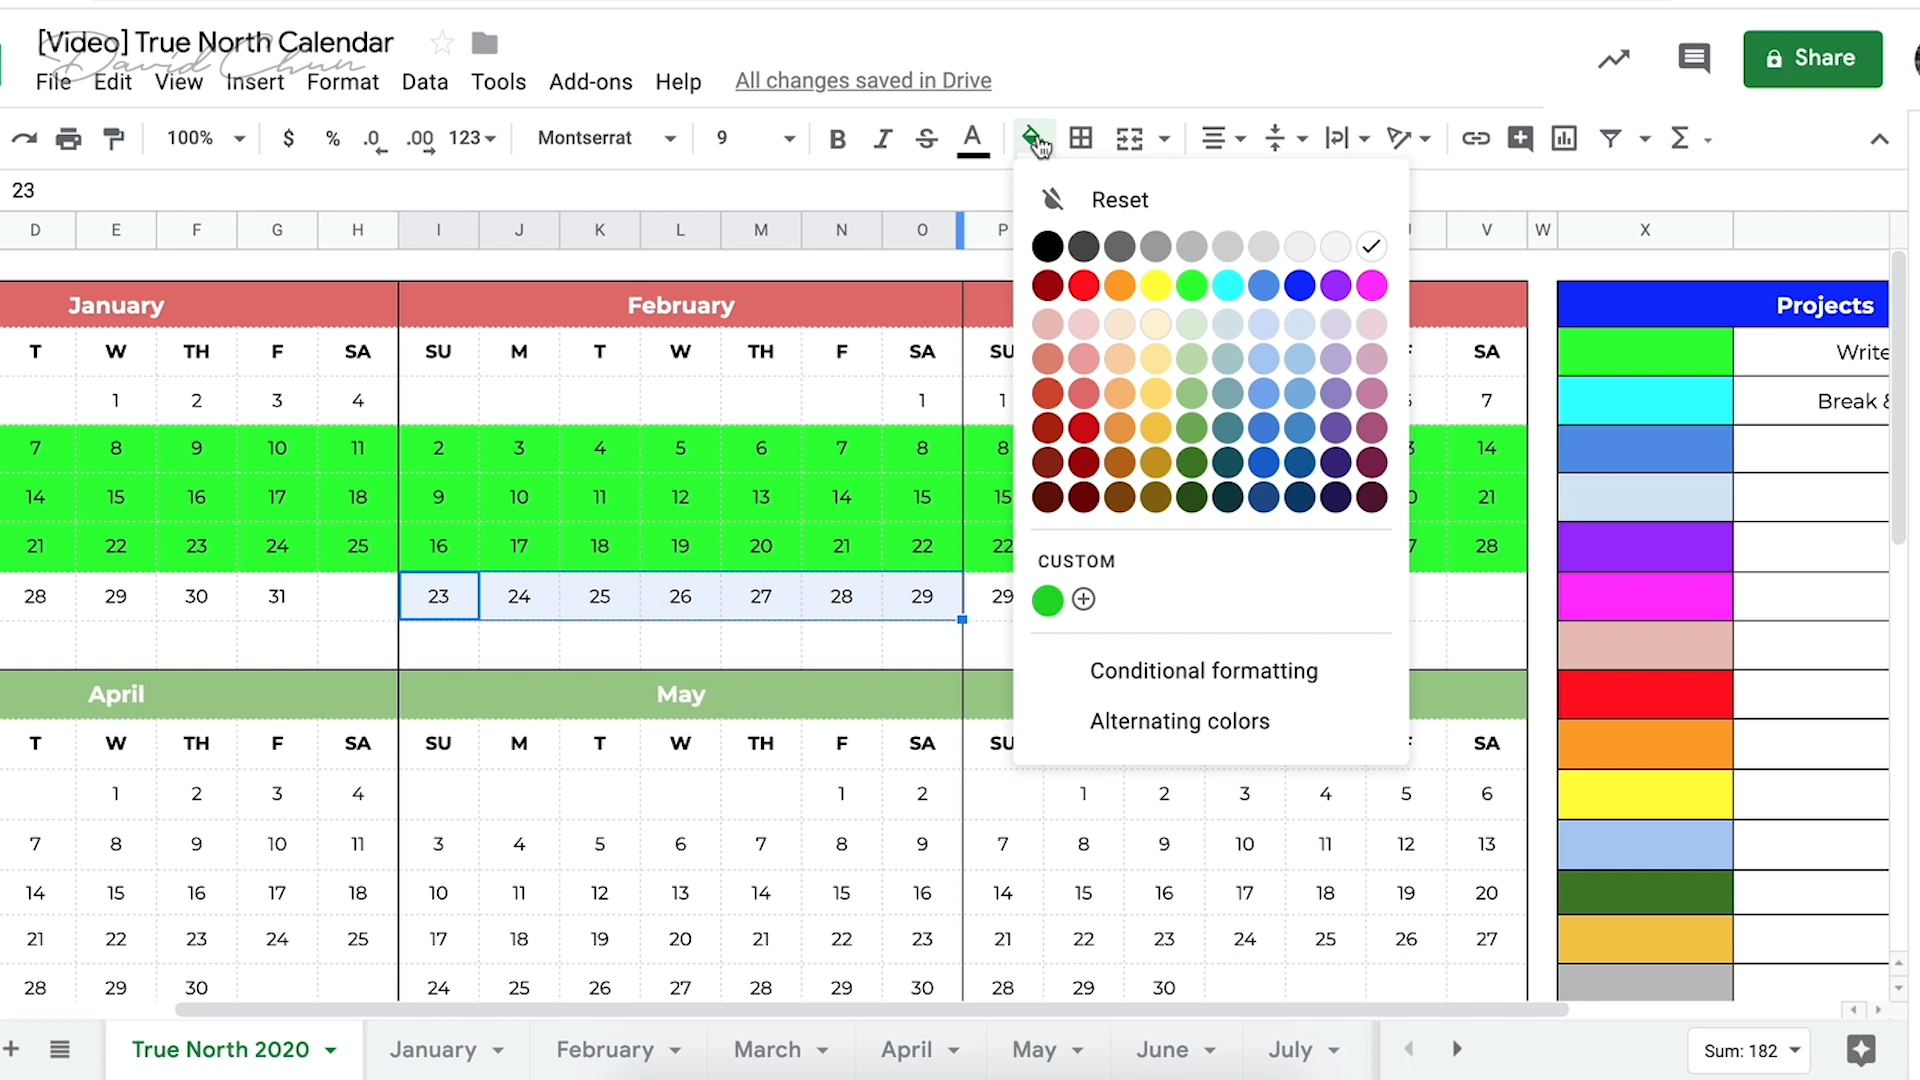 [Video] True North Calendar
David Chun
File Edit View Insert Format Data Tools Add-ons Help All changes saved in Drive
Share
100% $ % .0 .00 123 Montserrat 9 B I S A Σ
23
D E F G H I J K L M N O P V W X
Reset
January February Projects
T W TH F SA SU M T W TH F SA SU SA Write
1 2 3 4 1 1 7 Break &
7 8 9 10 11 2 3 4 5 6 7 8 8 14
14 15 16 17 18 9 10 11 12 13 14 15 15 21
21 22 23 24 25 16 17 18 19 20 21 22 22 28
28 29 30 31 23 24 25 26 27 28 29 29
CUSTOM
Conditional formatting
Alternating colors
April May
T W TH F SA SU M T W TH F SA SU SA
1 2 3 4 1 2 1 2 3 4 5 6
7 8 9 10 11 3 4 5 6 7 8 9 7 8 9 10 11 12 13
14 15 16 17 18 10 11 12 13 14 15 16 14 15 16 17 18 19 20
21 22 23 24 25 17 18 19 20 21 22 23 21 22 23 24 25 26 27
28 29 30 24 25 26 27 28 29 30 28 29 30
True North 2020 January February March April May June July Sum: 182